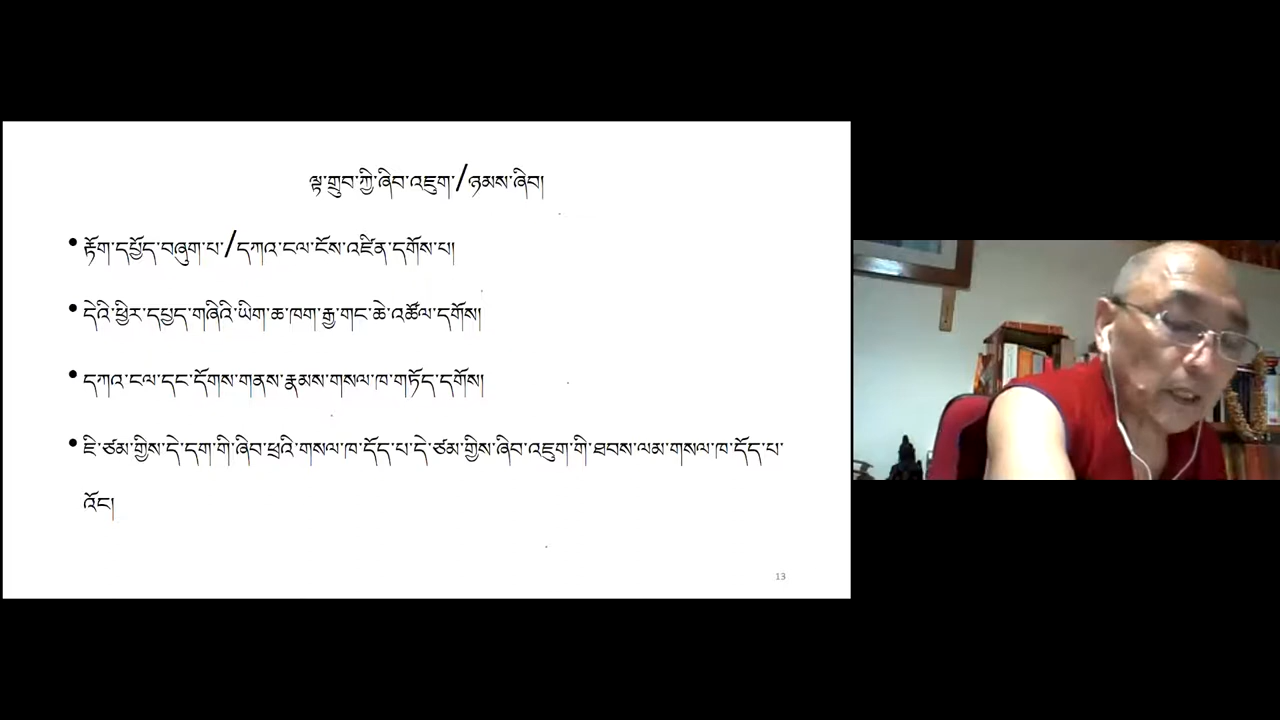 ལྟ་གྲུབ་ཀྱི་ཞིབ་འཇུག་/ཉམས་ཞིབ།
• རྟོག་དཔྱོད་བཞུག་པ་/དཀའ་ངལ་ངོས་འཛིན་དགོས་པ།
• དེའི་ཕྱིར་དཔྱད་གཞིའི་ཡིག་ཆ་ཁག་རྒྱ་གང་ཆེ་འཚོལ་དགོས།
• དཀའ་ངལ་དང་དོགས་གནས་རྣམས་གསལ་ཁ་གཏོད་དགོས།
• ཇི་ཙམ་གྱིས་དེ་དག་གི་ཞིབ་ཕྲའི་གསལ་ཁ་དོད་པ་དེ་ཙམ་གྱིས་ཞིབ་འཇུག་གི་ཐབས་ལམ་གསལ་ཁ་དོད་པ་
འོང།
13